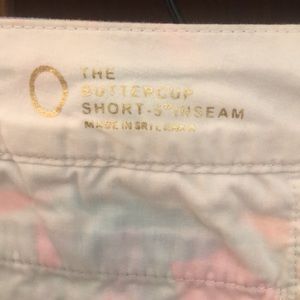 THE
BUTTERCUP
SHORT-5" INSEAM
MADE IN SRI LANKA